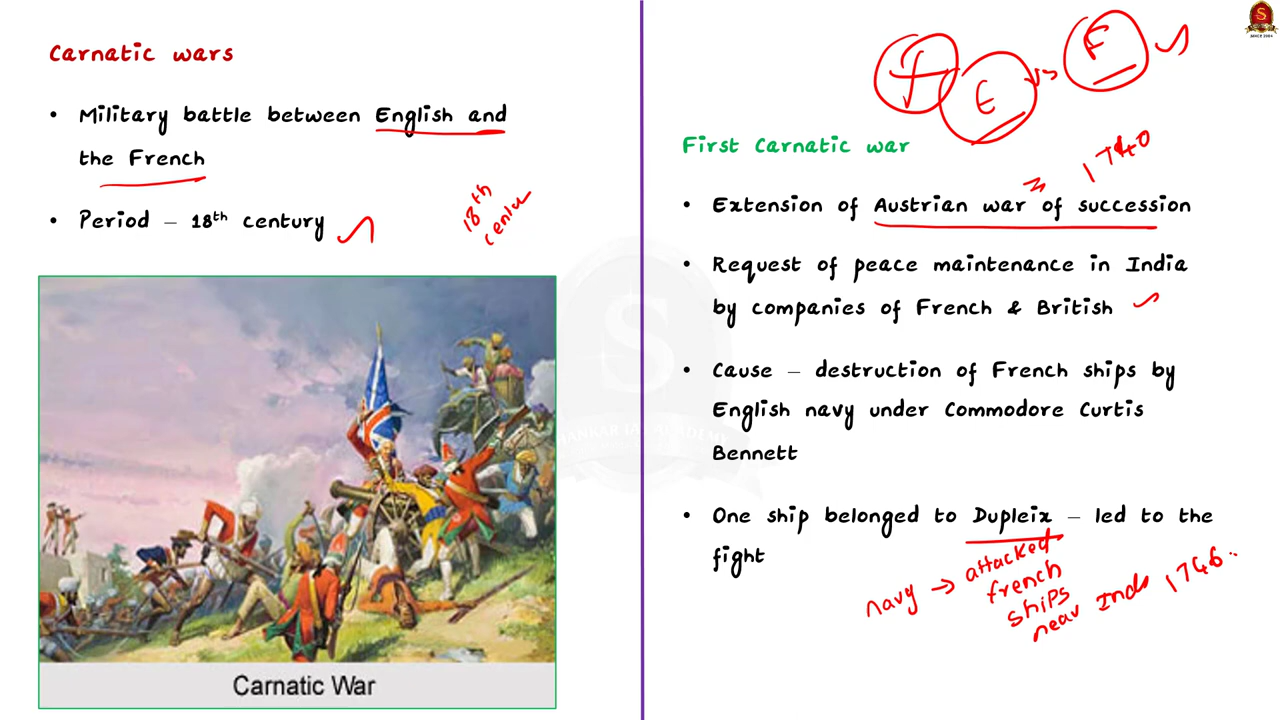 Carnatic wars
• Military battle between English and
the French
• Period – 18th century
18th
centu
Carnatic War
F
E
vs
F
First Carnatic war
1740
• Extension of Austrian war of succession
• Request of peace maintenance in India
by companies of French & British
• Cause – destruction of French ships by
English navy under Commodore Curtis
Bennett
• One ship belonged to Dupleix – led to the
fight
navy → attacked
french
ships
near India 1746
S
SINCE 2004